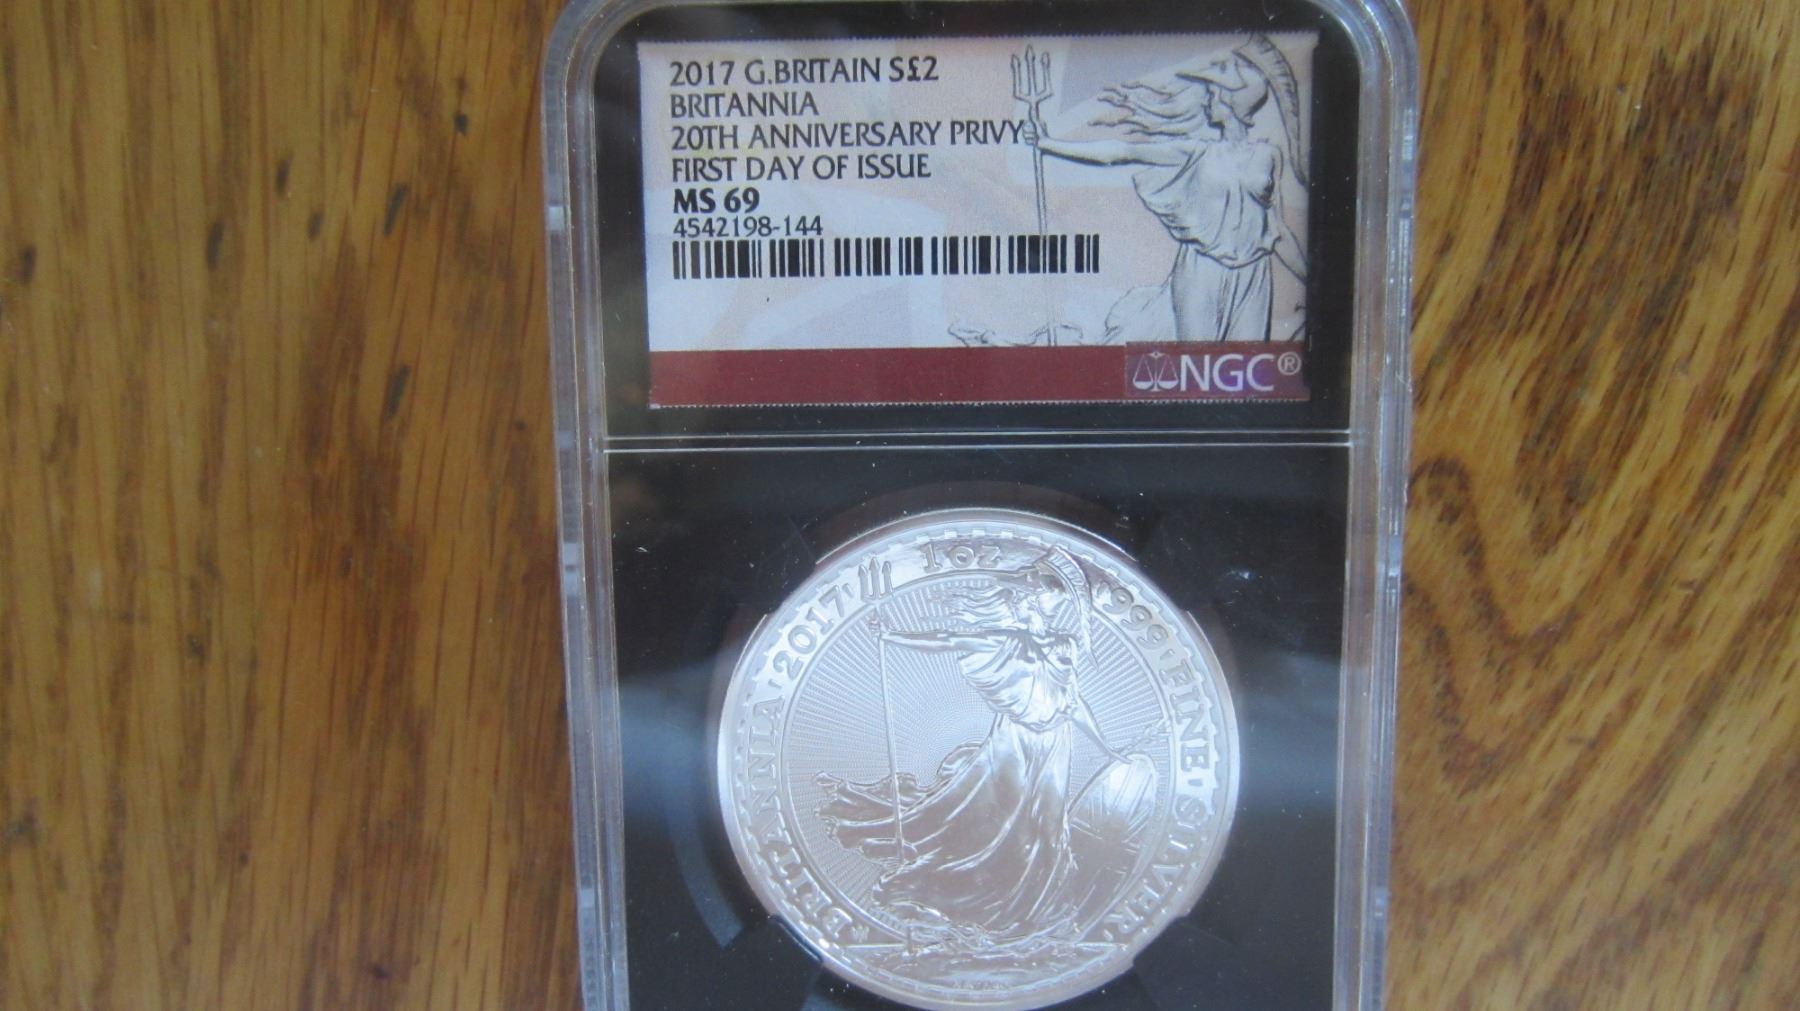 2017 G.BRITAIN S£2
BRITANNIA
20TH ANNIVERSARY PRIVY
FIRST DAY OF ISSUE
MS 69
4542198-144
NGC®
BRITANNIA · 2017 · 1 OZ · 999 · FINE · SILVER